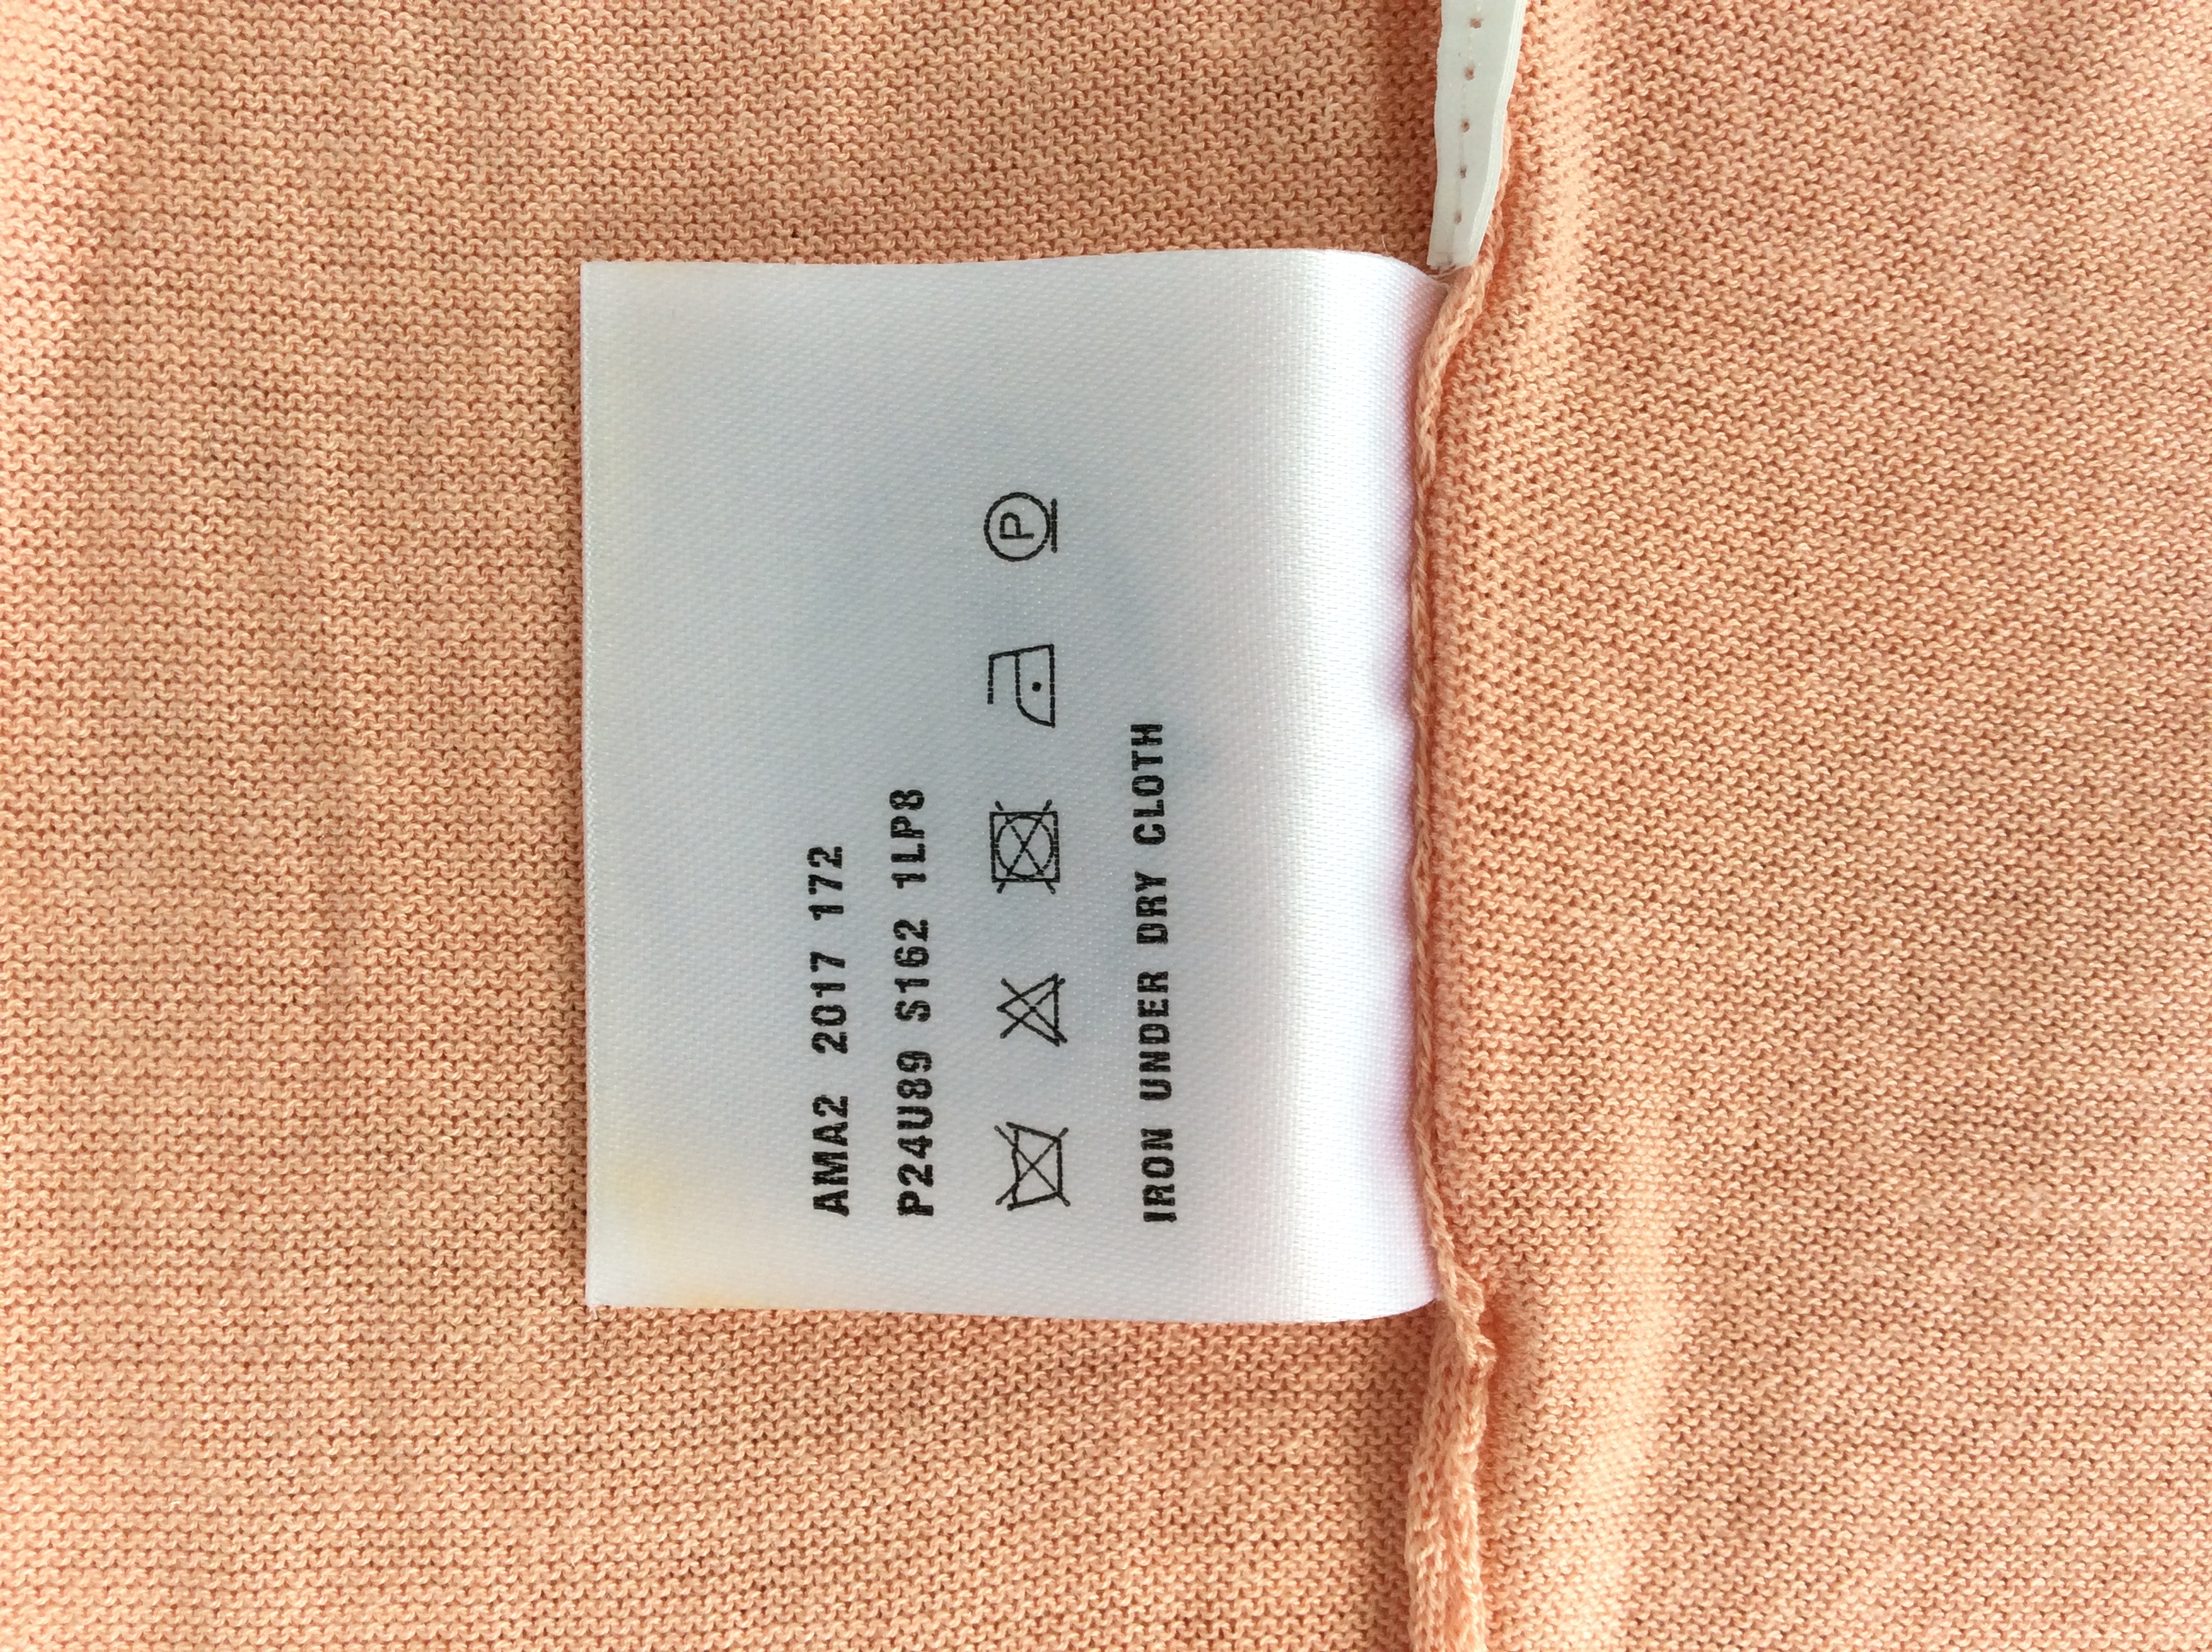 AMA2 2017 172
P24U89 S162 1LP8
P
IRON UNDER DRY CLOTH